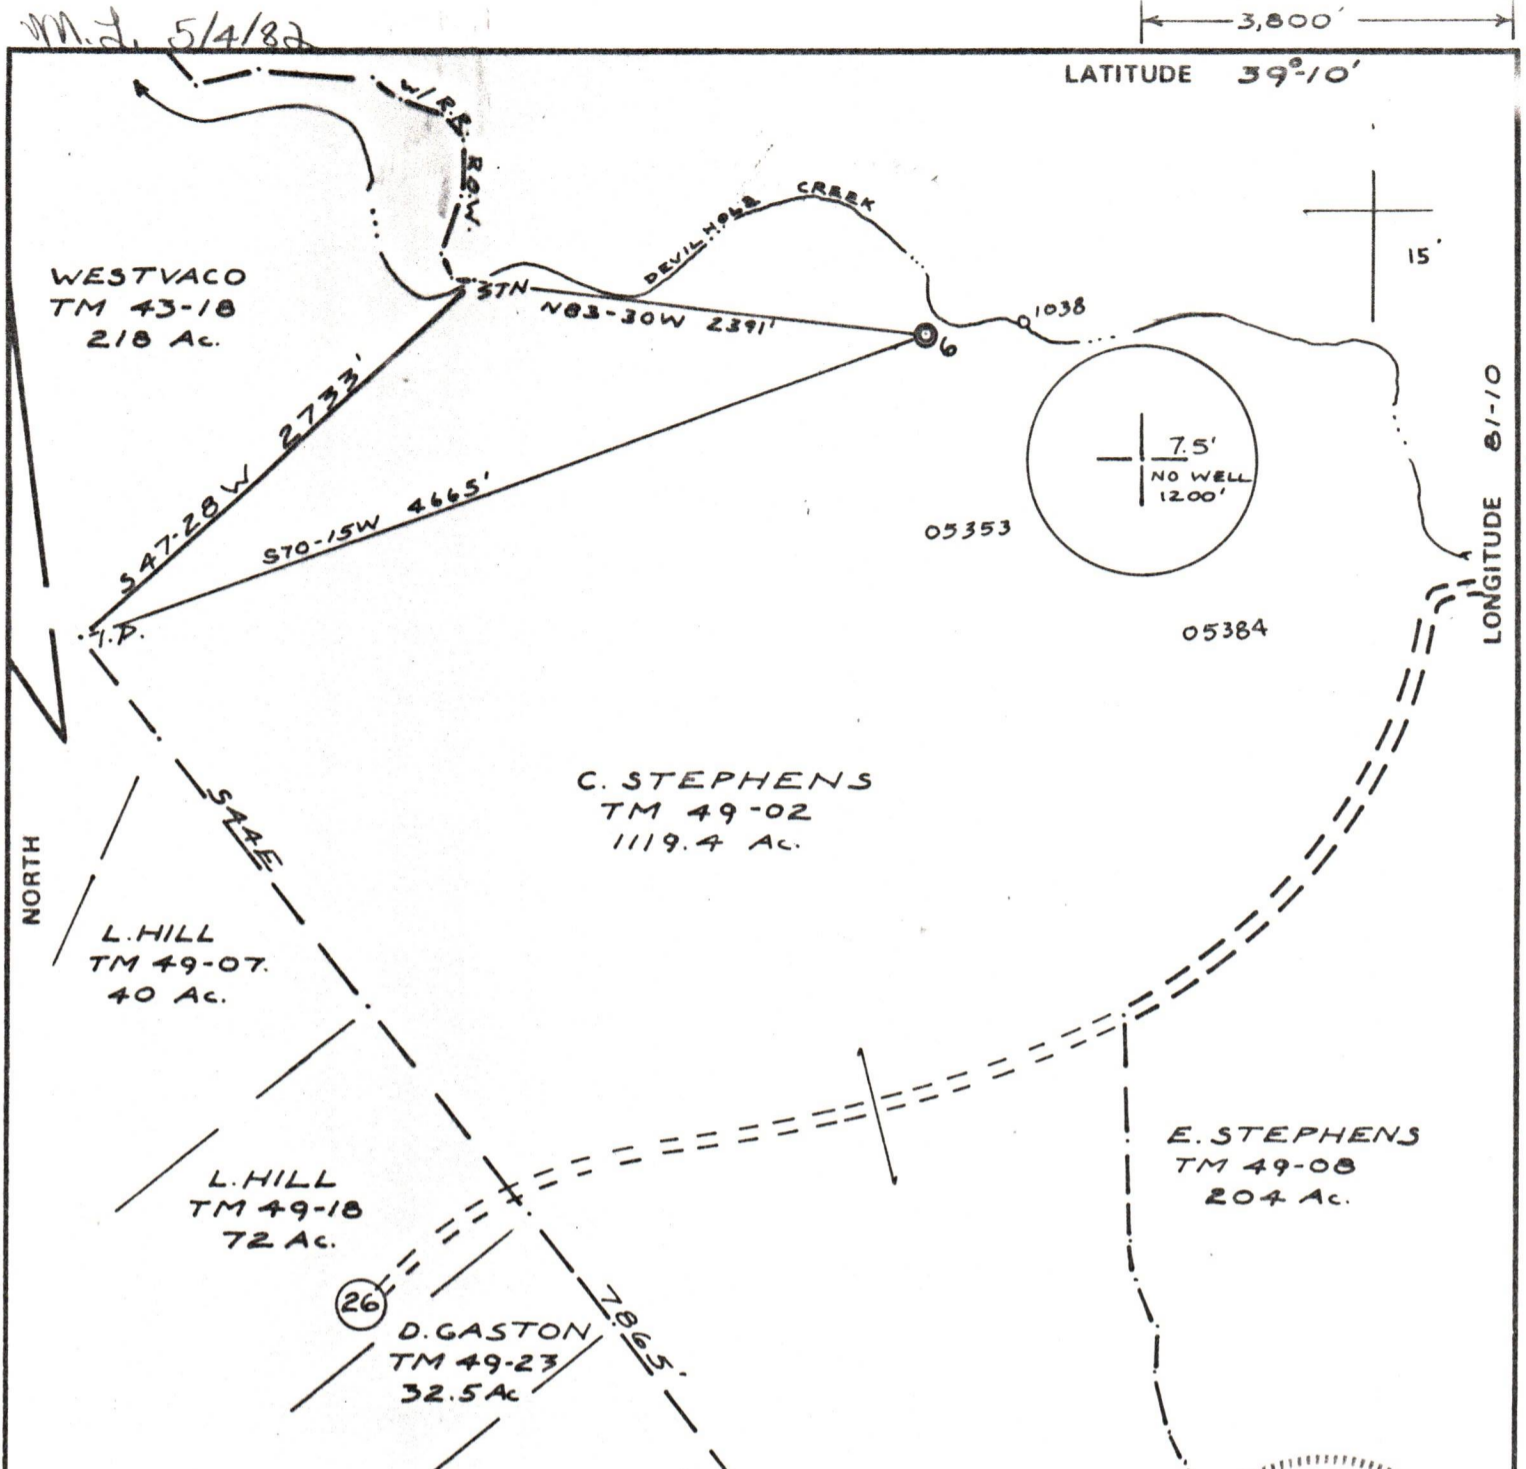 M.L. 5/4/82
3,800'
LATITUDE 39°-10'
W/ R.R. R.O.W.
DEVILHOLE CREEK
15'
WESTVACO
TM 43-18
218 Ac.
STN
N83-30W 2391'
6
1038
LONGITUDE 81-10
S47-28W 2733'
S70-15W 4665'
7.5'
NO WELL
1200'
05353
05384
C. STEPHENS
TM 49-02
1119.4 Ac.
S44E
7865'
NORTH
L. HILL
TM 49-07.
40 Ac.
L. HILL
TM 49-18
72 Ac.
26
D. GASTON
TM 49-23
32.5 Ac
E. STEPHENS
TM 49-08
204 Ac.